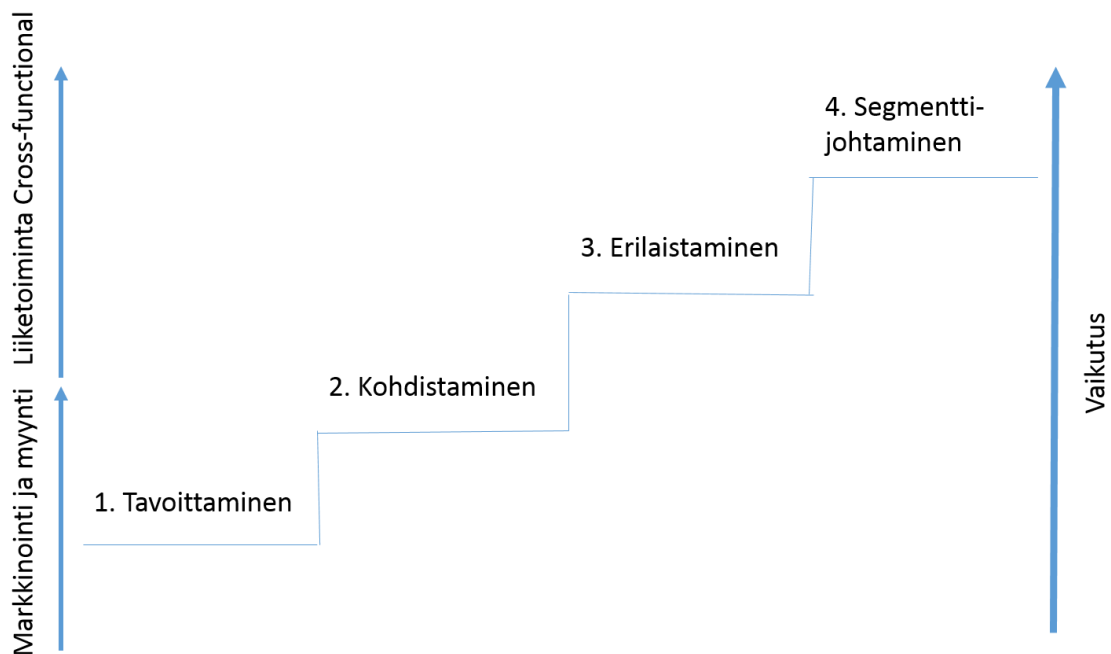 Liiketoiminta Cross-functional
Markkinointi ja myynti
4. Segmentti-
johtaminen
3. Erilaistaminen
2. Kohdistaminen
1. Tavoittaminen
Vaikutus